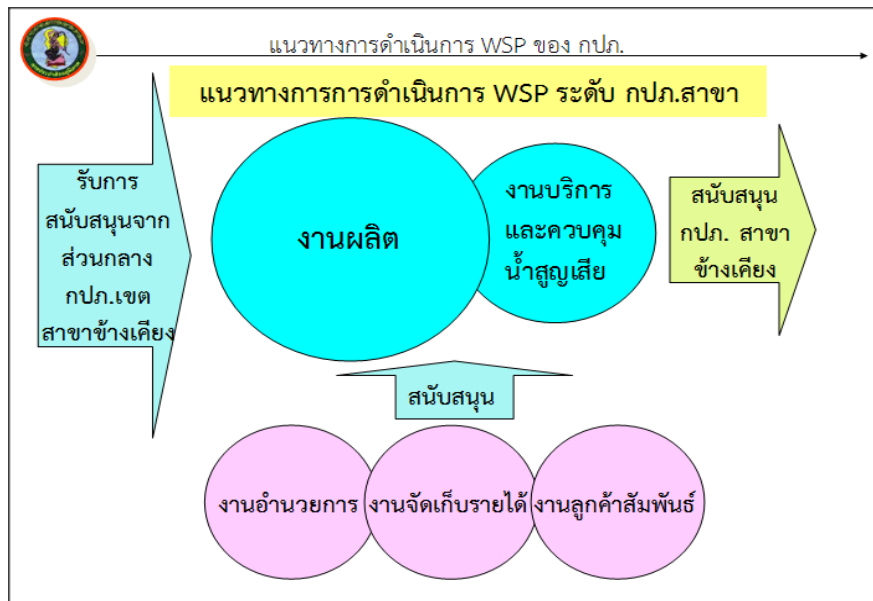 แนวทางการดำเนินการ WSP ของ กปภ.
แนวทางการการดำเนินการ WSP ระดับ กปภ.สาขา
รับการ
สนับสนุนจาก
ส่วนกลาง
กปภ.เขต
สาขาข้างเคียง
งานผลิต
งานบริการ
และควบคุม
น้ำสูญเสีย
สนับสนุน
กปภ. สาขา
ข้างเคียง
สนับสนุน
งานอำนวยการ
งานจัดเก็บรายได้
งานลูกค้าสัมพันธ์